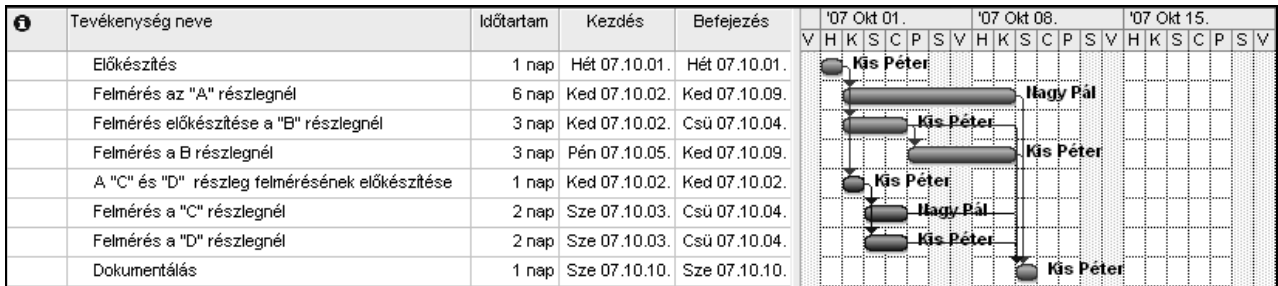 Tevékenység neve Időtartam Kezdés Befejezés '07 Okt 01. '07 Okt 08. '07 Okt 15.
V H K S C P S V H K S C P S V H K S C P S V
Előkészítés 1 nap Hét 07.10.01. Hét 07.10.01. Kis Péter
Felmérés az "A" részlegnél 6 nap Ked 07.10.02. Ked 07.10.09. Nagy Pál
Felmérés előkészítése a "B" részlegnél 3 nap Ked 07.10.02. Csü 07.10.04. Kis Péter
Felmérés a B részlegnél 3 nap Pén 07.10.05. Ked 07.10.09. Kis Péter
A "C" és "D" részleg felmérésének előkészítése 1 nap Ked 07.10.02. Ked 07.10.02. Kis Péter
Felmérés a "C" részlegnél 2 nap Sze 07.10.03. Csü 07.10.04. Nagy Pál
Felmérés a "D" részlegnél 2 nap Sze 07.10.03. Csü 07.10.04. Kis Péter
Dokumentálás 1 nap Sze 07.10.10. Sze 07.10.10. Kis Péter